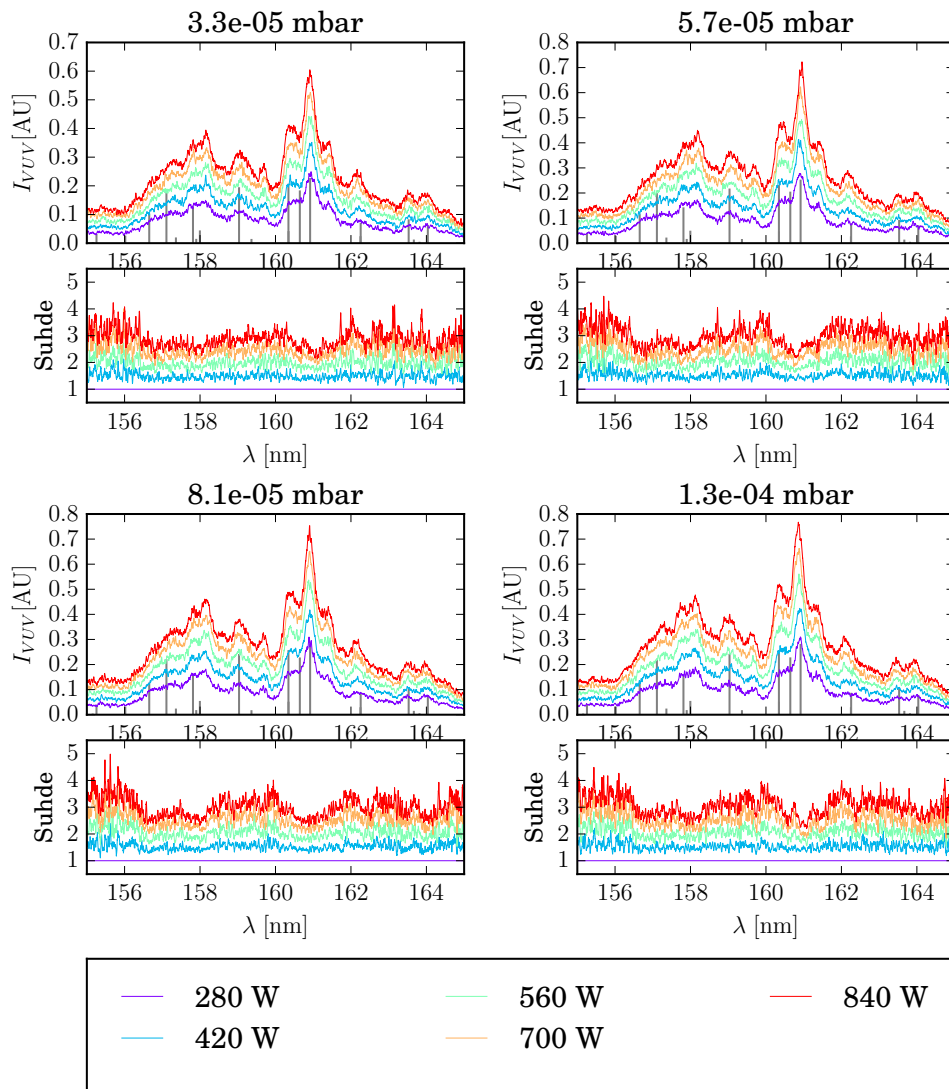 3.3e-05 mbar
0.7
0.6
0.5
0.4
0.3
0.2
0.1
0.0
I_VUV [AU]
156 158 160 162 164
5
4
3
2
1
Suhde
156 158 160 162 164
λ [nm]
5.7e-05 mbar
0.8
0.7
0.6
0.5
0.4
0.3
0.2
0.1
0.0
I_VUV [AU]
156 158 160 162 164
5
4
3
2
1
Suhde
156 158 160 162 164
λ [nm]
8.1e-05 mbar
0.8
0.7
0.6
0.5
0.4
0.3
0.2
0.1
0.0
I_VUV [AU]
156 158 160 162 164
5
4
3
2
1
Suhde
156 158 160 162 164
λ [nm]
1.3e-04 mbar
0.8
0.7
0.6
0.5
0.4
0.3
0.2
0.1
0.0
I_VUV [AU]
156 158 160 162 164
5
4
3
2
1
Suhde
156 158 160 162 164
λ [nm]
280 W 560 W 840 W
420 W 700 W